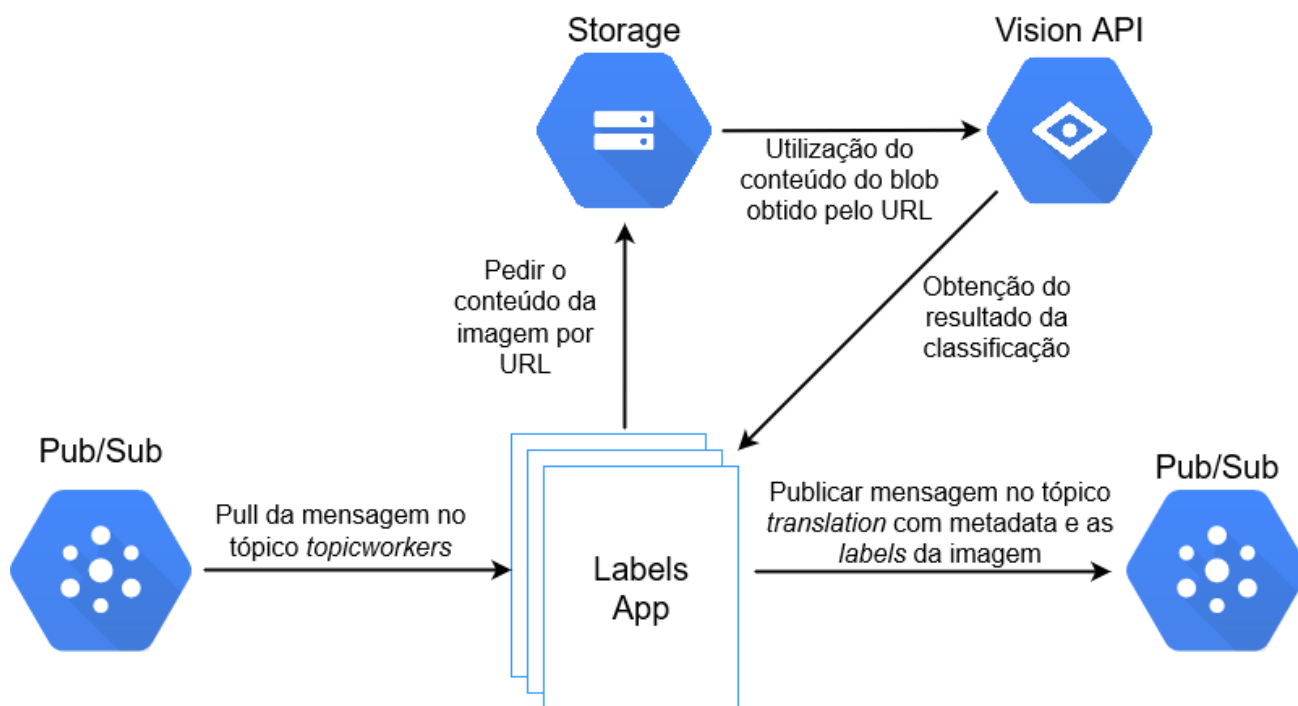 Storage
Vision API
Utilização do
conteúdo do blob
obtido pelo URL
Pedir o
conteúdo da
imagem por
URL
Obtenção do
resultado da
classificação
Pub/Sub
Pull da mensagem no
tópico topicworkers
Labels
App
Publicar mensagem no tópico
translation com metadata e as
labels da imagem
Pub/Sub